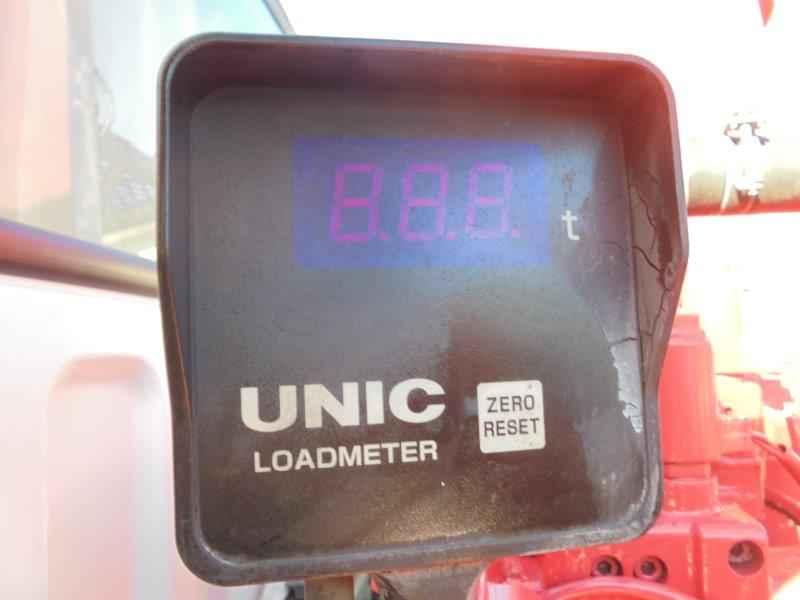 8.8.8.
t
UNIC
LOADMETER
ZERO
RESET